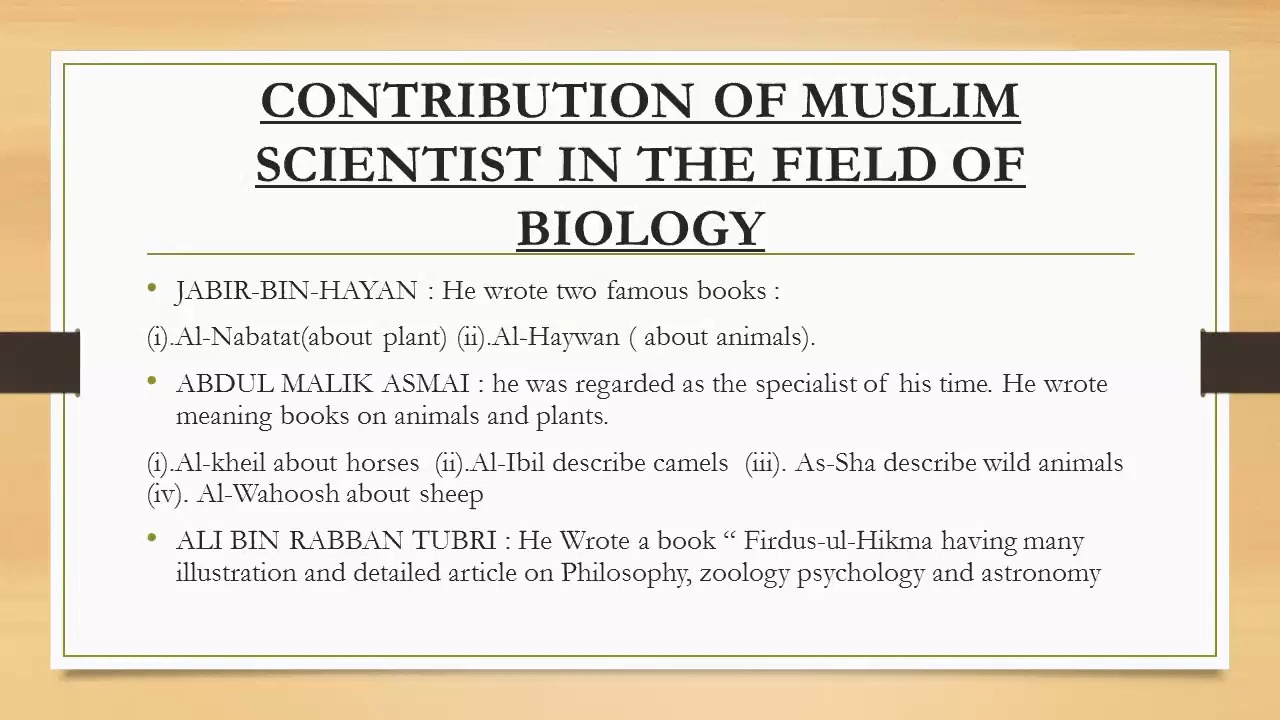 CONTRIBUTION OF MUSLIM
SCIENTIST IN THE FIELD OF
BIOLOGY
• JABIR-BIN-HAYAN : He wrote two famous books :
(i).Al-Nabatat(about plant) (ii).Al-Haywan ( about animals).
• ABDUL MALIK ASMAI : he was regarded as the specialist of his time. He wrote
meaning books on animals and plants.
(i).Al-kheil about horses (ii).Al-Ibil describe camels (iii). As-Sha describe wild animals
(iv). Al-Wahoosh about sheep
• ALI BIN RABBAN TUBRI : He Wrote a book “ Firdus-ul-Hikma having many
illustration and detailed article on Philosophy, zoology psychology and astronomy